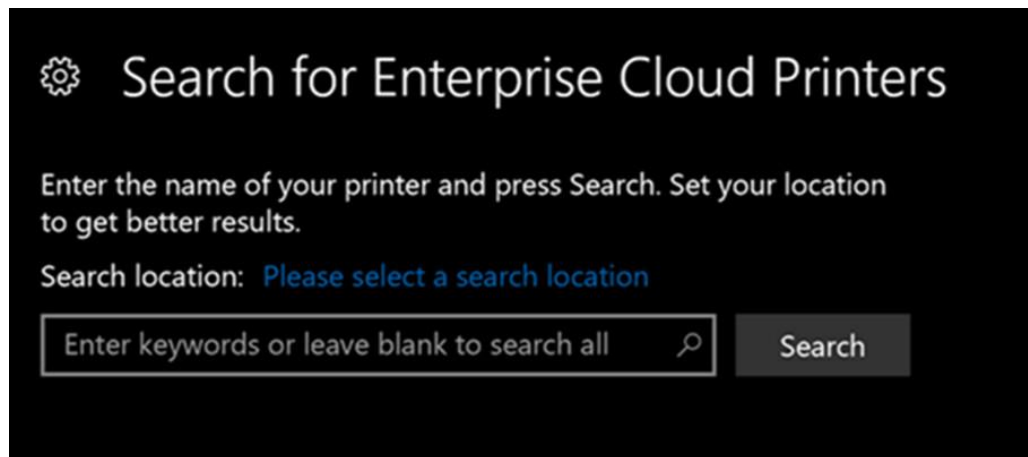 Search for Enterprise Cloud Printers
Enter the name of your printer and press Search. Set your location
to get better results.
Search location: Please select a search location
Enter keywords or leave blank to search all
Search